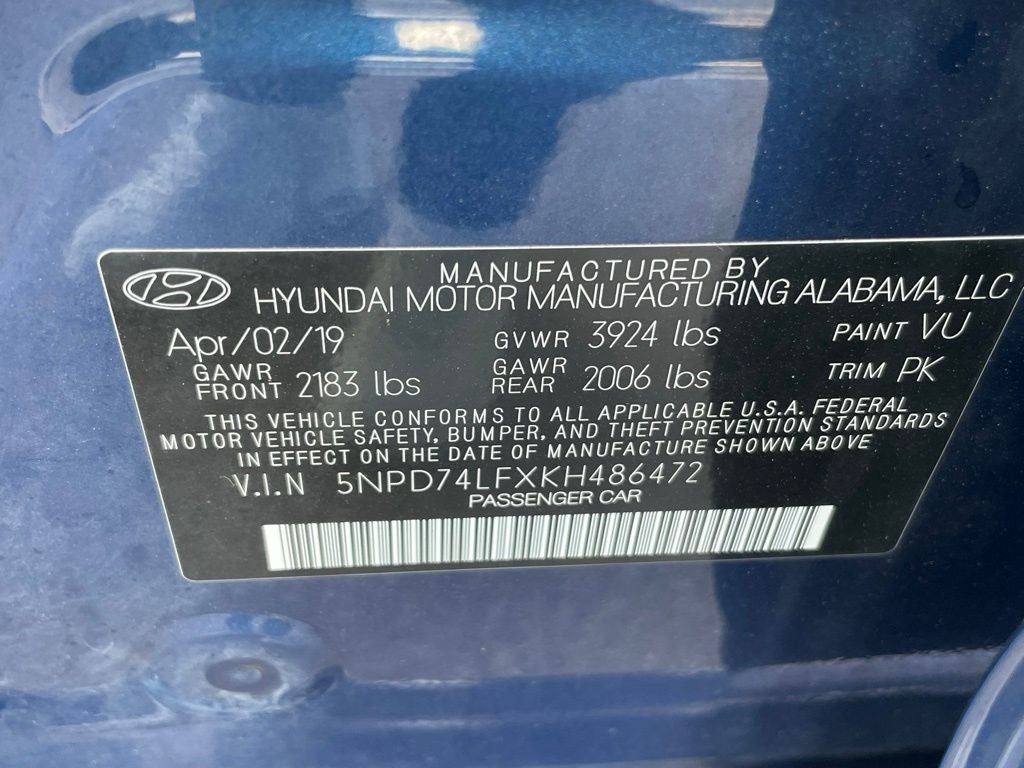 MANUFACTURED BY
HYUNDAI MOTOR MANUFACTURING ALABAMA, LLC
Apr/02/19 GVWR 3924 lbs PAINT VU
GAWR FRONT 2183 lbs GAWR REAR 2006 lbs TRIM PK
THIS VEHICLE CONFORMS TO ALL APPLICABLE U.S.A. FEDERAL
MOTOR VEHICLE SAFETY, BUMPER, AND THEFT PREVENTION STANDARDS
IN EFFECT ON THE DATE OF MANUFACTURE SHOWN ABOVE
V.I.N 5NPD74LFXKH486472
PASSENGER CAR